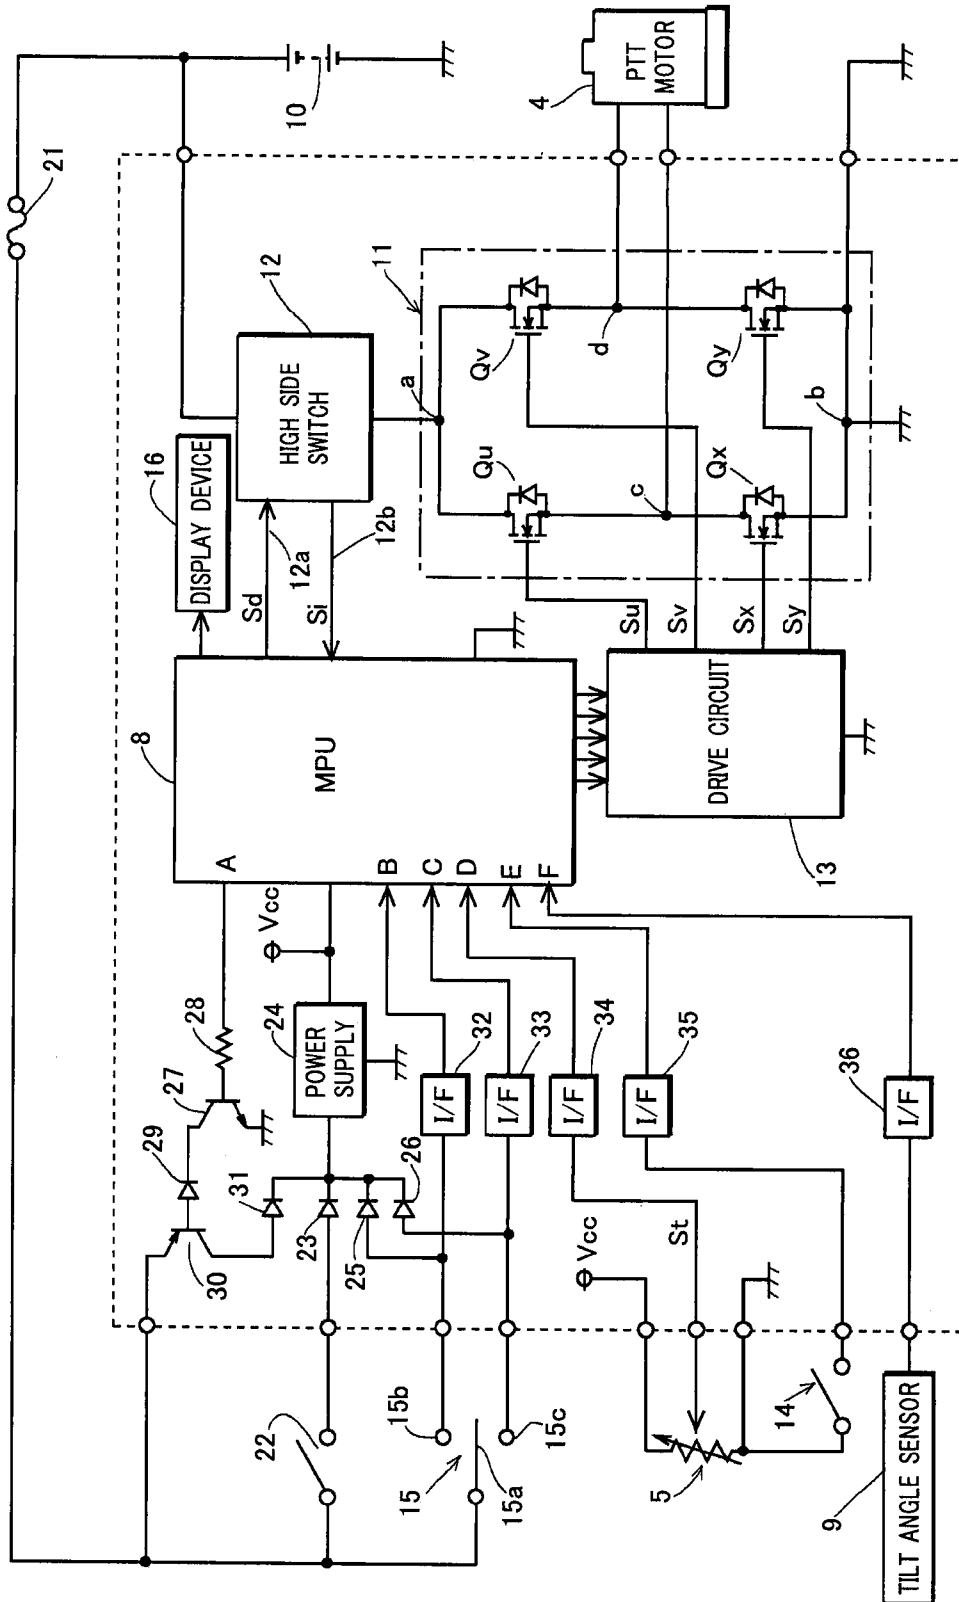 21
10
4
PTT
MOTOR
16
DISPLAY DEVICE
12
HIGH SIDE
SWITCH
Sd
12a
Si
12b
11
a
Qv
Qu
d
c
Qy
Qx
b
8
MPU
A
B
C
D
E
F
Su
Sv
Sx
Sy
DRIVE CIRCUIT
13
Vcc
28
27
29
30
31
24
POWER
SUPPLY
23
25
26
32
I/F
33
I/F
34
I/F
35
I/F
36
I/F
22
15b
15
15a
15c
Vcc
St
5
14
9
TILT ANGLE SENSOR